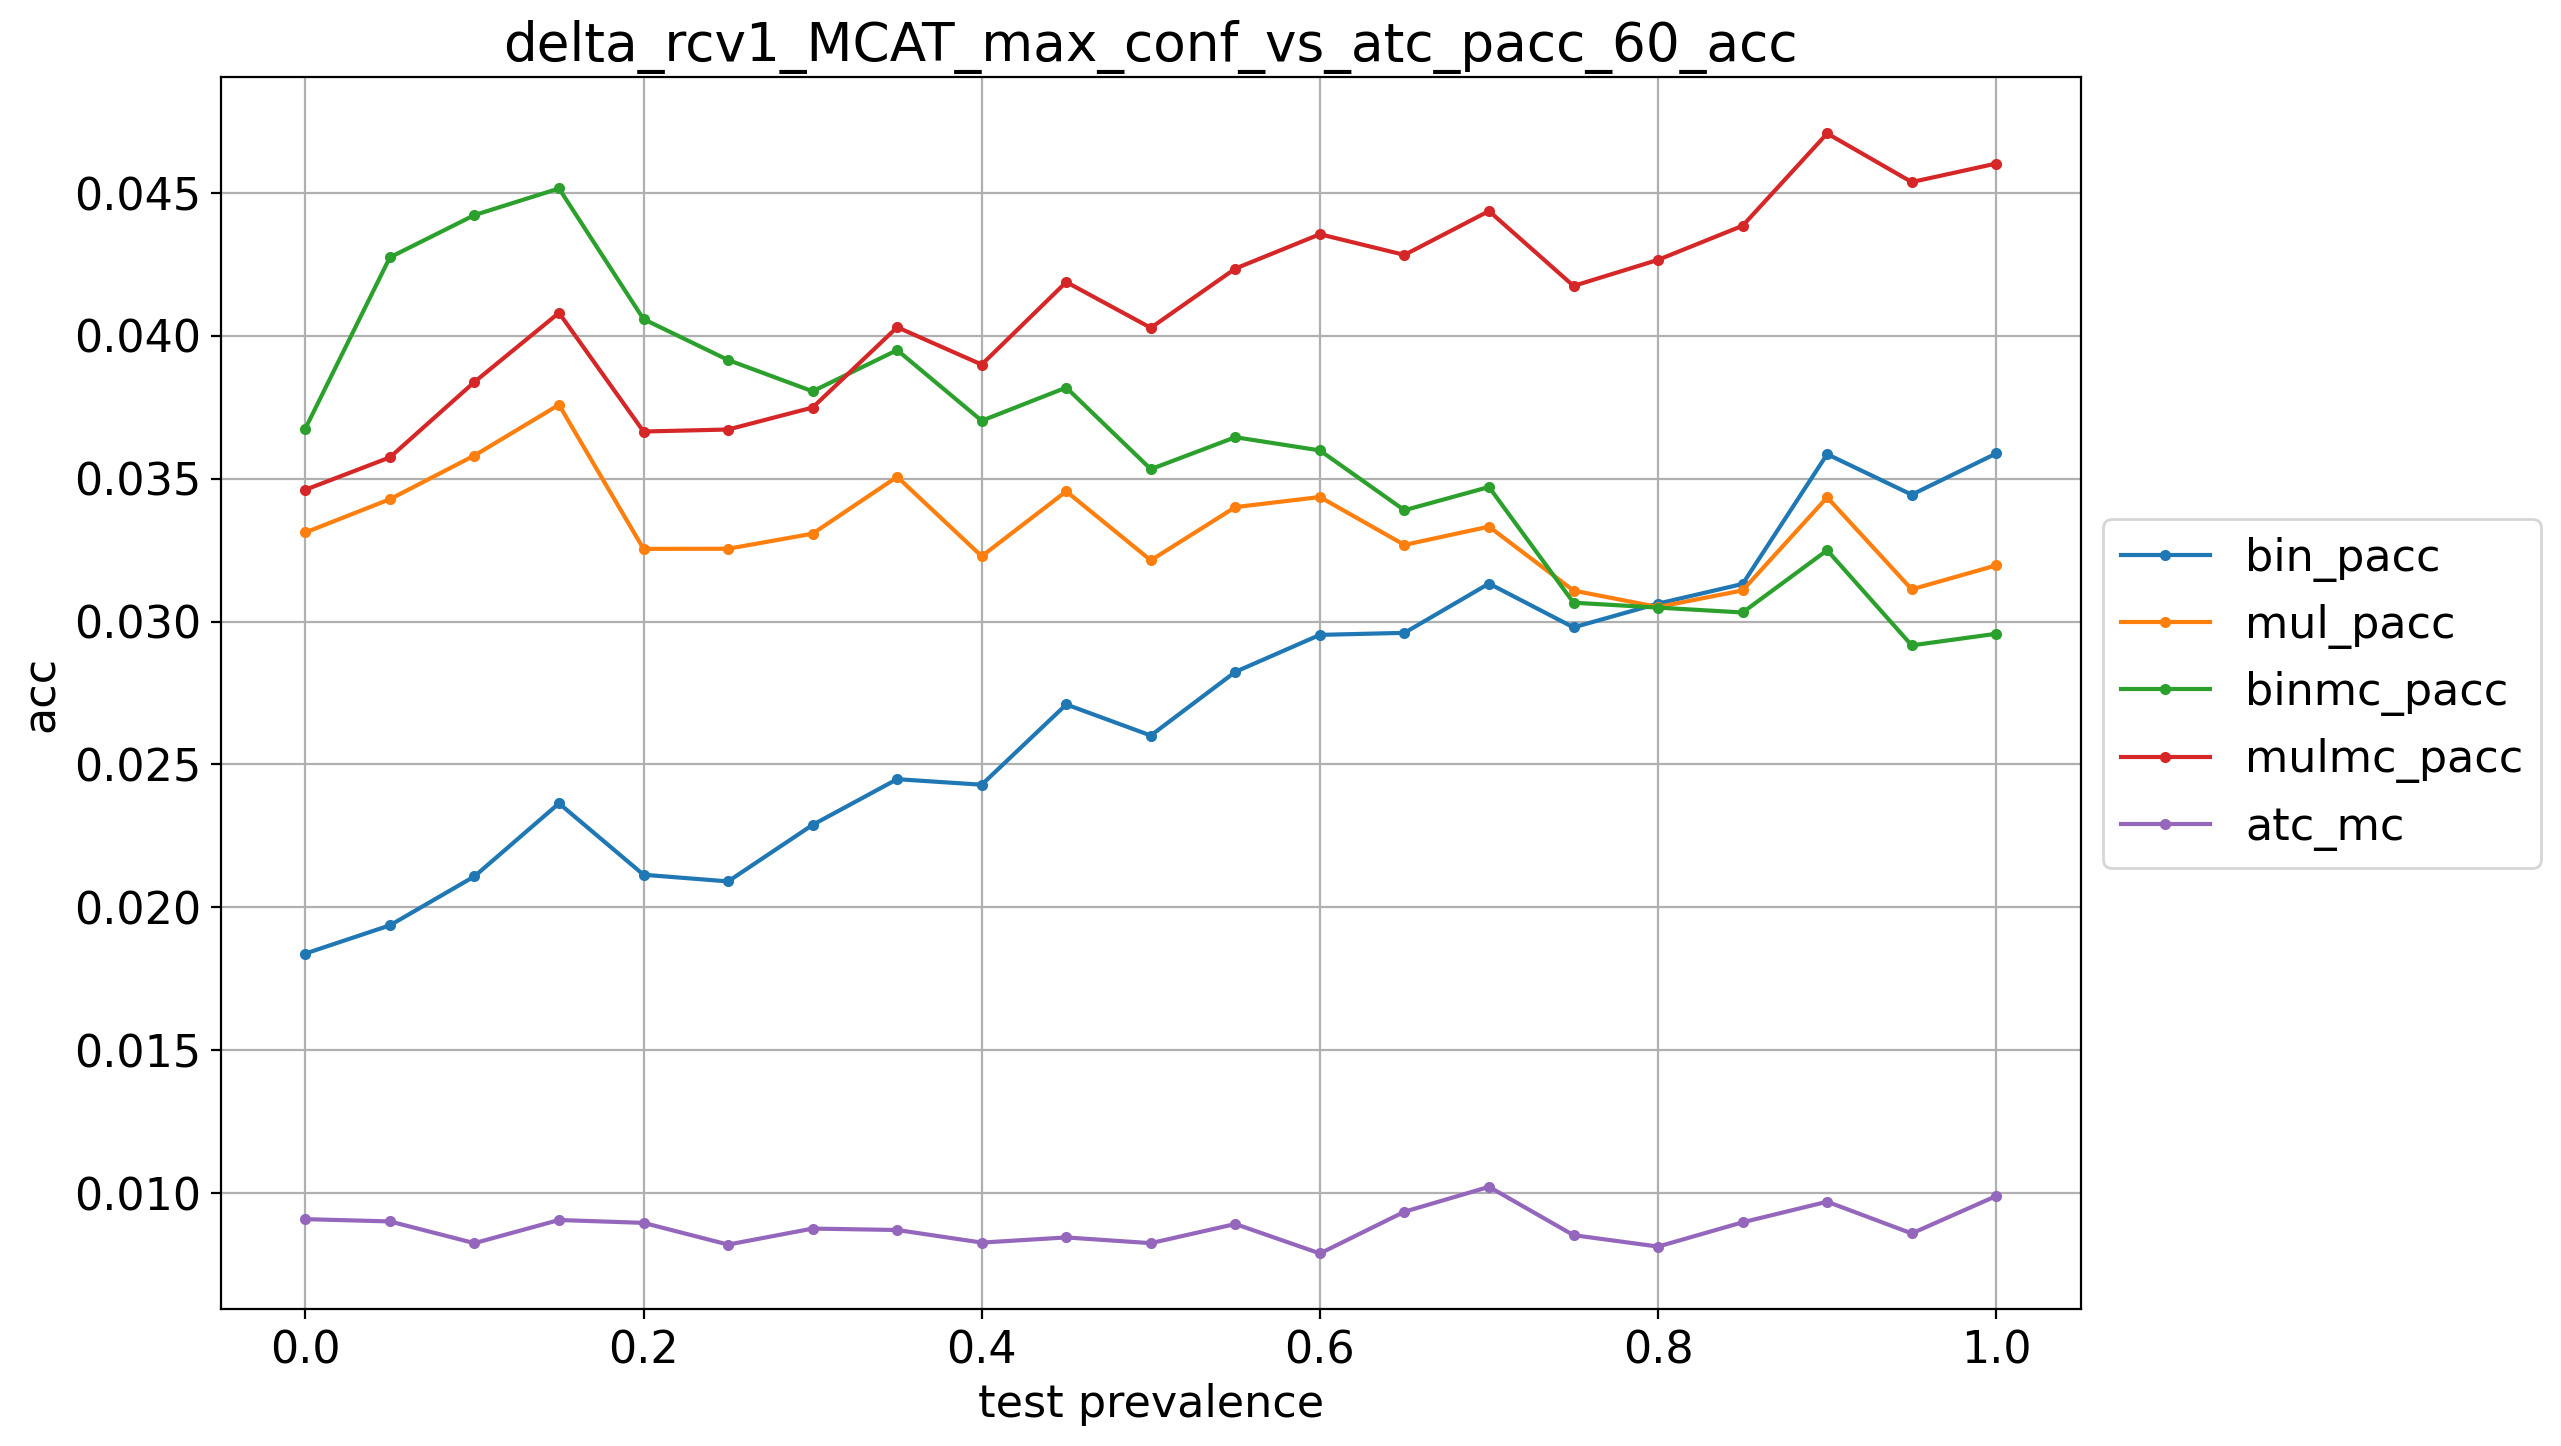 delta_rcv1_MCAT_max_conf_vs_atc_pacc_60_acc
0.045
0.040
0.035
0.030
0.025
0.020
0.015
0.010
acc
0.0 0.2 0.4 0.6 0.8 1.0
test prevalence
bin_pacc
mul_pacc
binmc_pacc
mulmc_pacc
atc_mc